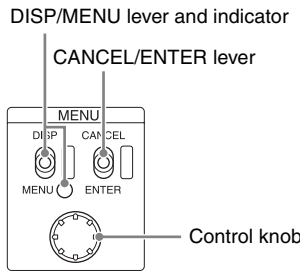 DISP/MENU lever and indicator
CANCEL/ENTER lever
MENU
DISP CANCEL
MENU ENTER
Control knob